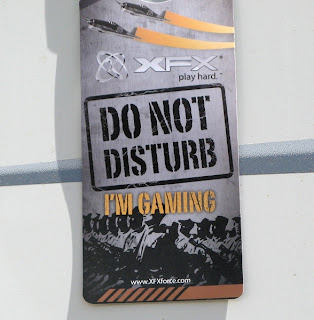 XFX
play hard.
DO NOT
DISTURB
I'M GAMING
www.XFXforce.com